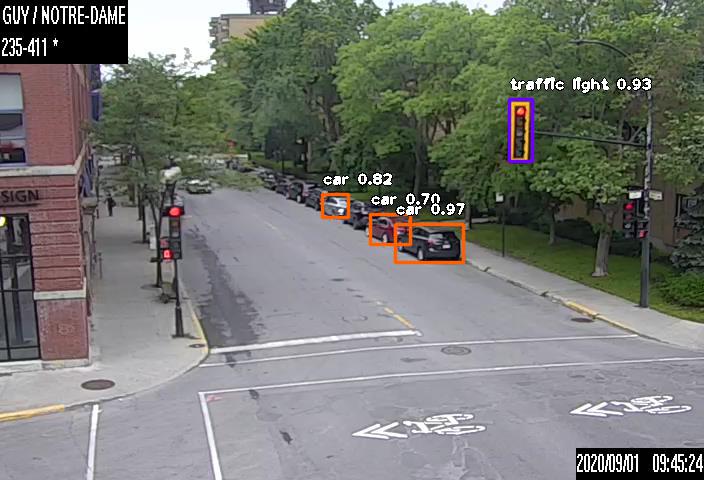 GUY / NOTRE-DAME
235-411 *
traffic light 0.93
car 0.82
car 0.70
car 0.97
SIGN
2020/09/01 09:45:24